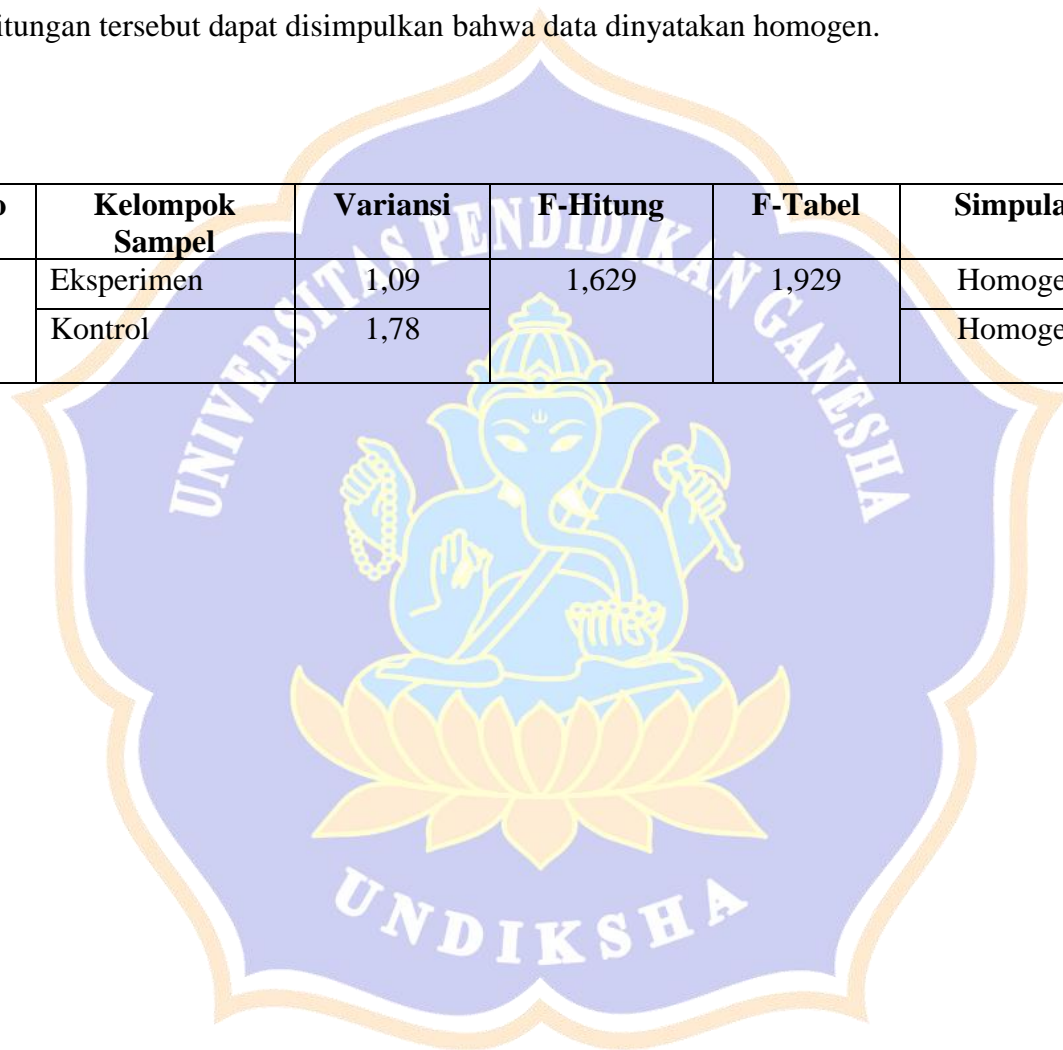 itungan tersebut dapat disimpulkan bahwa data dinyatakan homogen.
o Kelompok Sampel Variansi F-Hitung F-Tabel Simpula
Eksperimen 1,09 1,629 1,929 Homoge
Kontrol 1,78 Homoge
UNIVERSITAS PENDIDIKAN GANESHA
UNDIKSHA